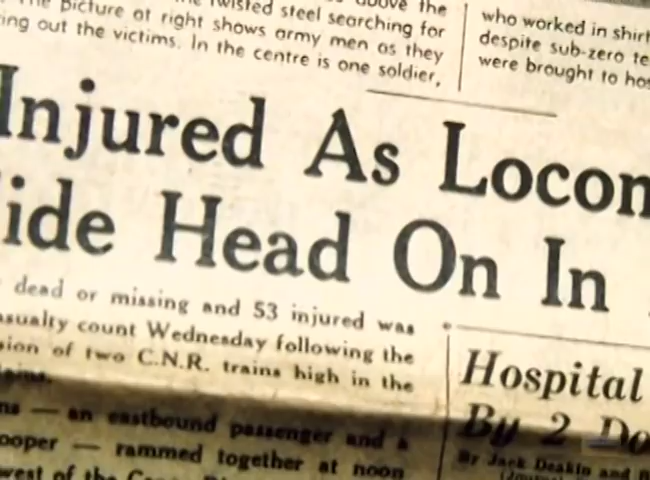 picture at right shows army men as they
ing out the victims. In the centre is one soldier,
twisted steel searching for
above the
who worked in shirt
despite sub-zero te
were brought to hos
Injured As Locom
ide Head On In
dead or missing and 53 injured was
asualty count Wednesday following the
sion of two C.N.R. trains high in the
Hospital
By 2 Do
By Jack Deakin and B
ns — an eastbound passenger and a
ooper — rammed together at noon
west of the